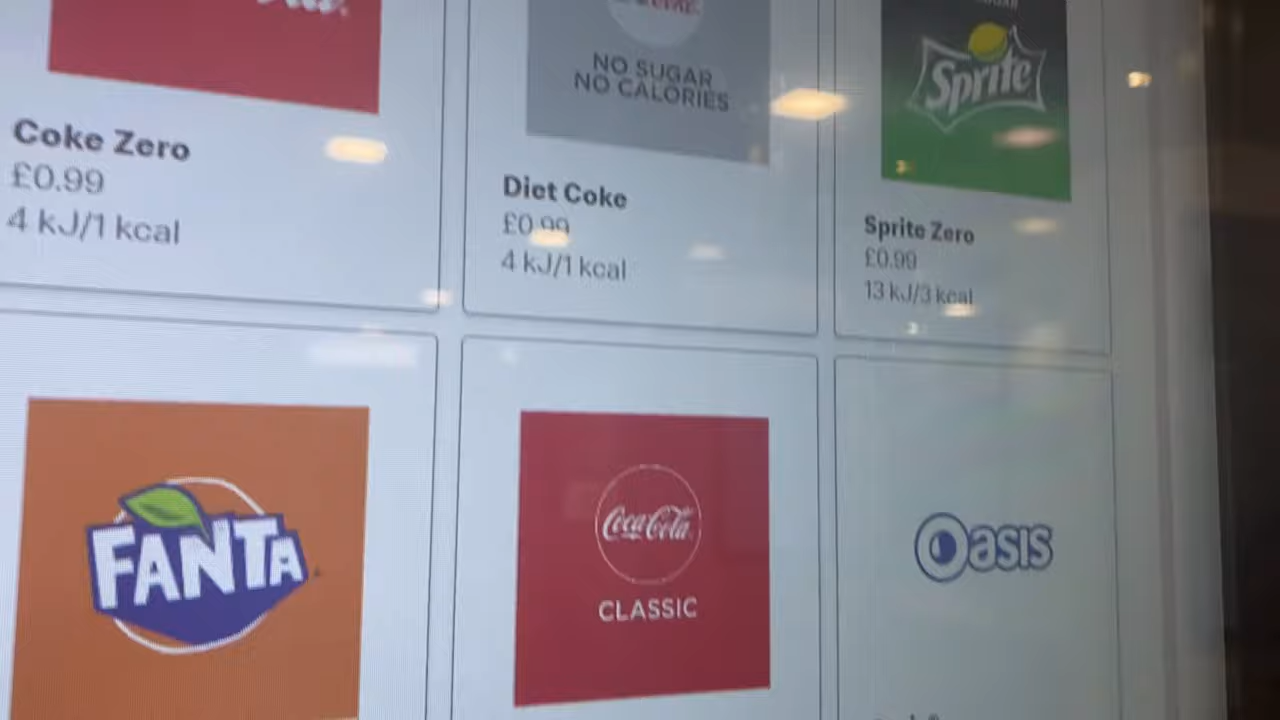 NO SUGAR
NO CALORIES
Sprite
Coke Zero
£0.99
4 kJ/1 kcal
Diet Coke
£0.99
4 kJ/1 kcal
Sprite Zero
£0.99
13 kJ/3 kcal
FANTA
Coca-Cola
CLASSIC
Oasis